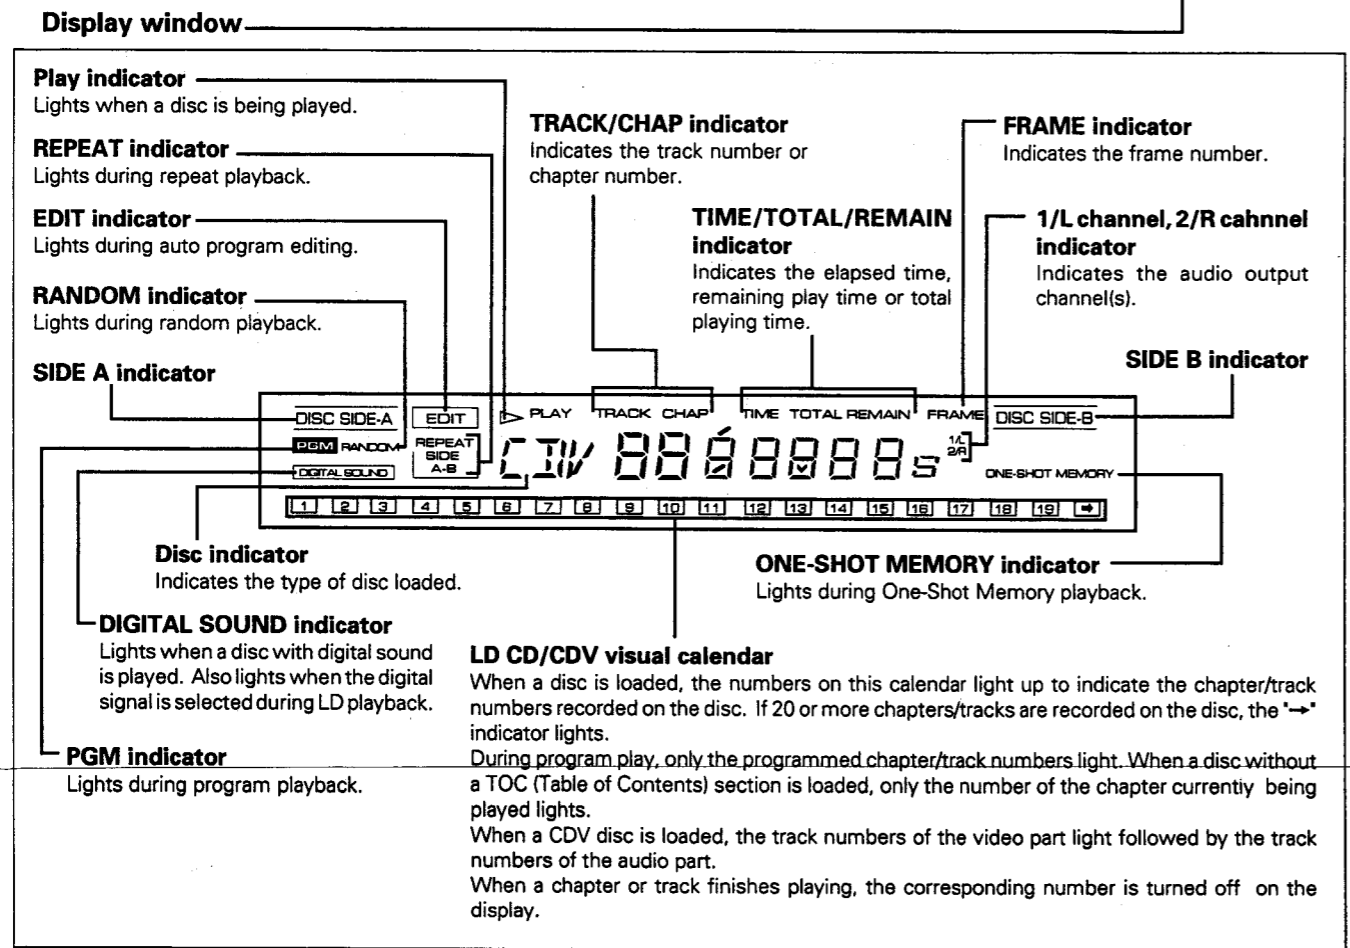 Display window
Play indicator
Lights when a disc is being played.
REPEAT indicator
Lights during repeat playback.
EDIT indicator
Lights during auto program editing.
RANDOM indicator
Lights during random playback.
SIDE A indicator
TRACK/CHAP indicator
Indicates the track number or
chapter number.
TIME/TOTAL/REMAIN
indicator
Indicates the elapsed time,
remaining play time or total
playing time.
FRAME indicator
Indicates the frame number.
1/L channel, 2/R cahnnel
indicator
Indicates the audio output
channel(s).
SIDE B indicator
DISC SIDE-A EDIT PLAY TRACK CHAP TIME TOTAL REMAIN FRAME DISC SIDE-B
PGM RANDOM REPEAT 1/L
SIDE CDV 88 8888 s 2/R
DIGITAL SOUND A-B ONE-SHOT MEMORY
1 2 3 4 5 6 7 8 9 10 11 12 13 14 15 16 17 18 19 →
Disc indicator
Indicates the type of disc loaded.
ONE-SHOT MEMORY indicator
Lights during One-Shot Memory playback.
DIGITAL SOUND indicator
Lights when a disc with digital sound
is played. Also lights when the digital
signal is selected during LD playback.
PGM indicator
Lights during program playback.
LD CD/CDV visual calendar
When a disc is loaded, the numbers on this calendar light up to indicate the chapter/track
numbers recorded on the disc. If 20 or more chapters/tracks are recorded on the disc, the "→"
indicator lights.
During program play, only the programmed chapter/track numbers light. When a disc without
a TOC (Table of Contents) section is loaded, only the number of the chapter currently being
played lights.
When a CDV disc is loaded, the track numbers of the video part light followed by the track
numbers of the audio part.
When a chapter or track finishes playing, the corresponding number is turned off on the
display.